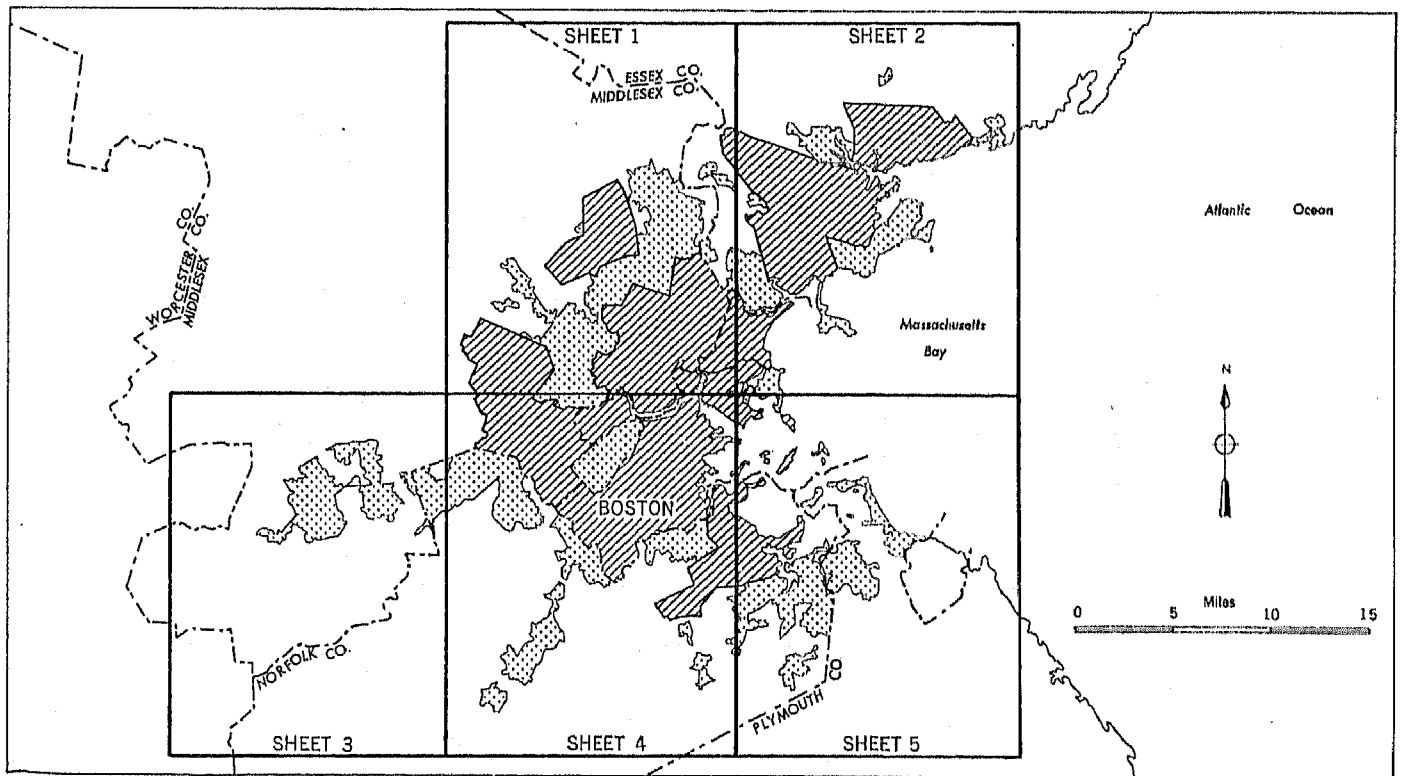 SHEET 1
SHEET 2
ESSEX CO.
MIDDLESEX CO.
WORCESTER CO.
MIDDLESEX CO.
Atlantic Ocean
Massachusetts
Bay
N
BOSTON
Miles
0 5 10 15
NORFOLK CO.
PLYMOUTH CO
SHEET 3
SHEET 4
SHEET 5